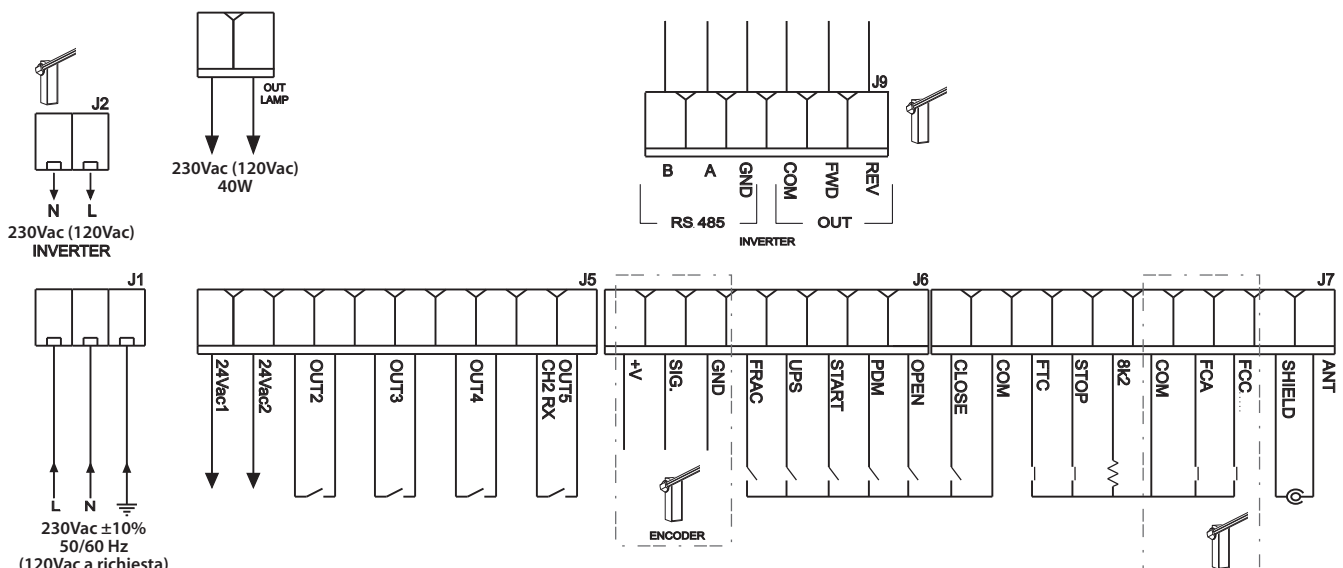 J2
N L
230Vac (120Vac)
INVERTER
OUT
LAMP
230Vac (120Vac)
40W
J9
B A GND COM FWD REV
RS 485 OUT
INVERTER
J1
L N
230Vac ±10%
50/60 Hz
(120Vac a richiesta)
J5
24Vac1
24Vac2
OUT2
OUT3
OUT4
OUT5
CH2 RX
J6
+V
SIG.
GND
FRAC
UPS
START
PDM
OPEN
ENCODER
J7
CLOSE
COM
FTC
STOP
8k2
COM
FCA
FCC
SHIELD
ANT